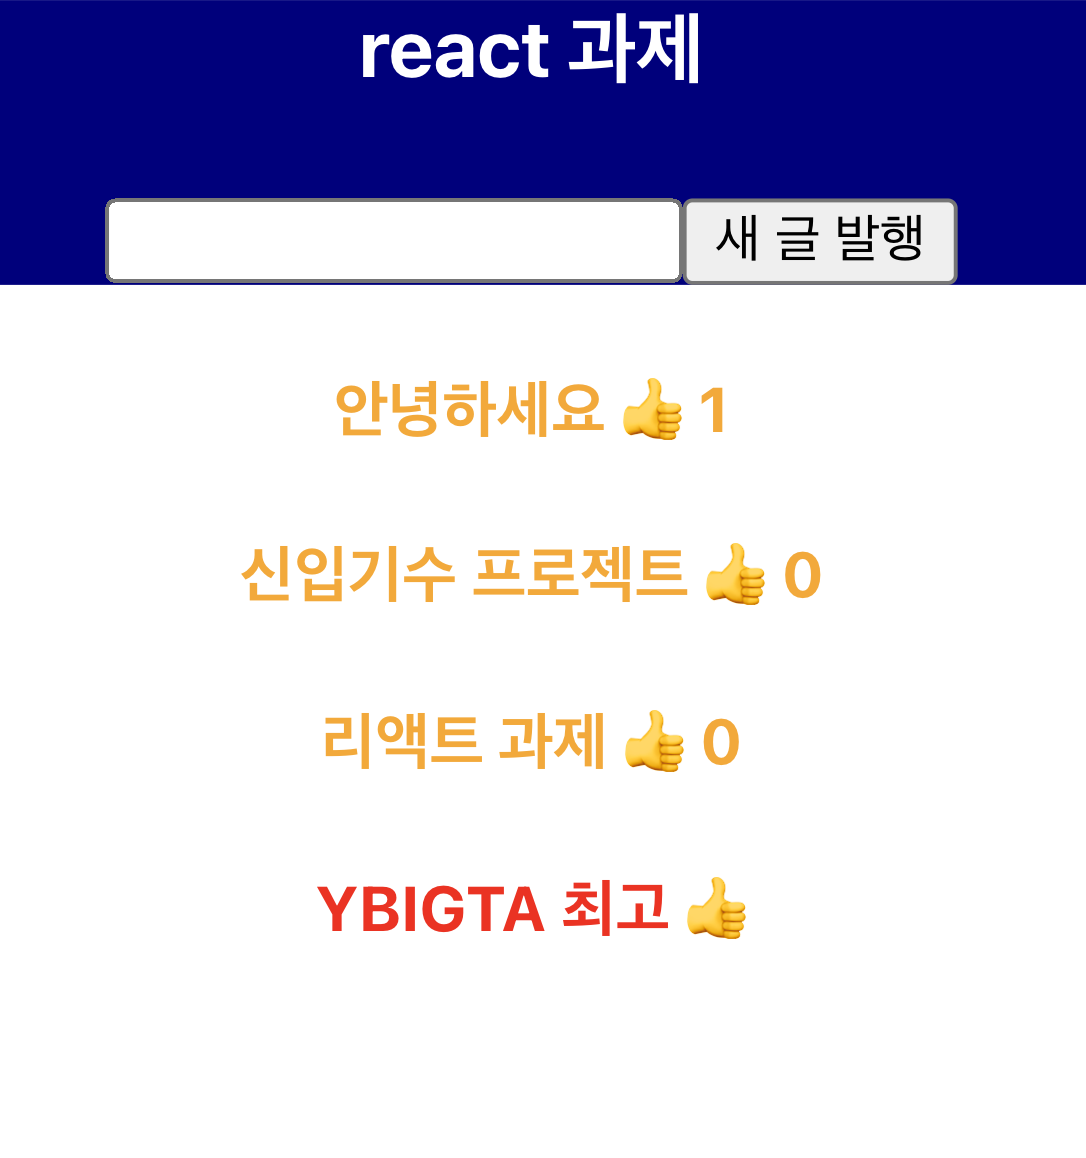 react 과제
새 글 발행
안녕하세요 👍 1
신입기수 프로젝트 👍 0
리액트 과제 👍 0
YBIGTA 최고 👍